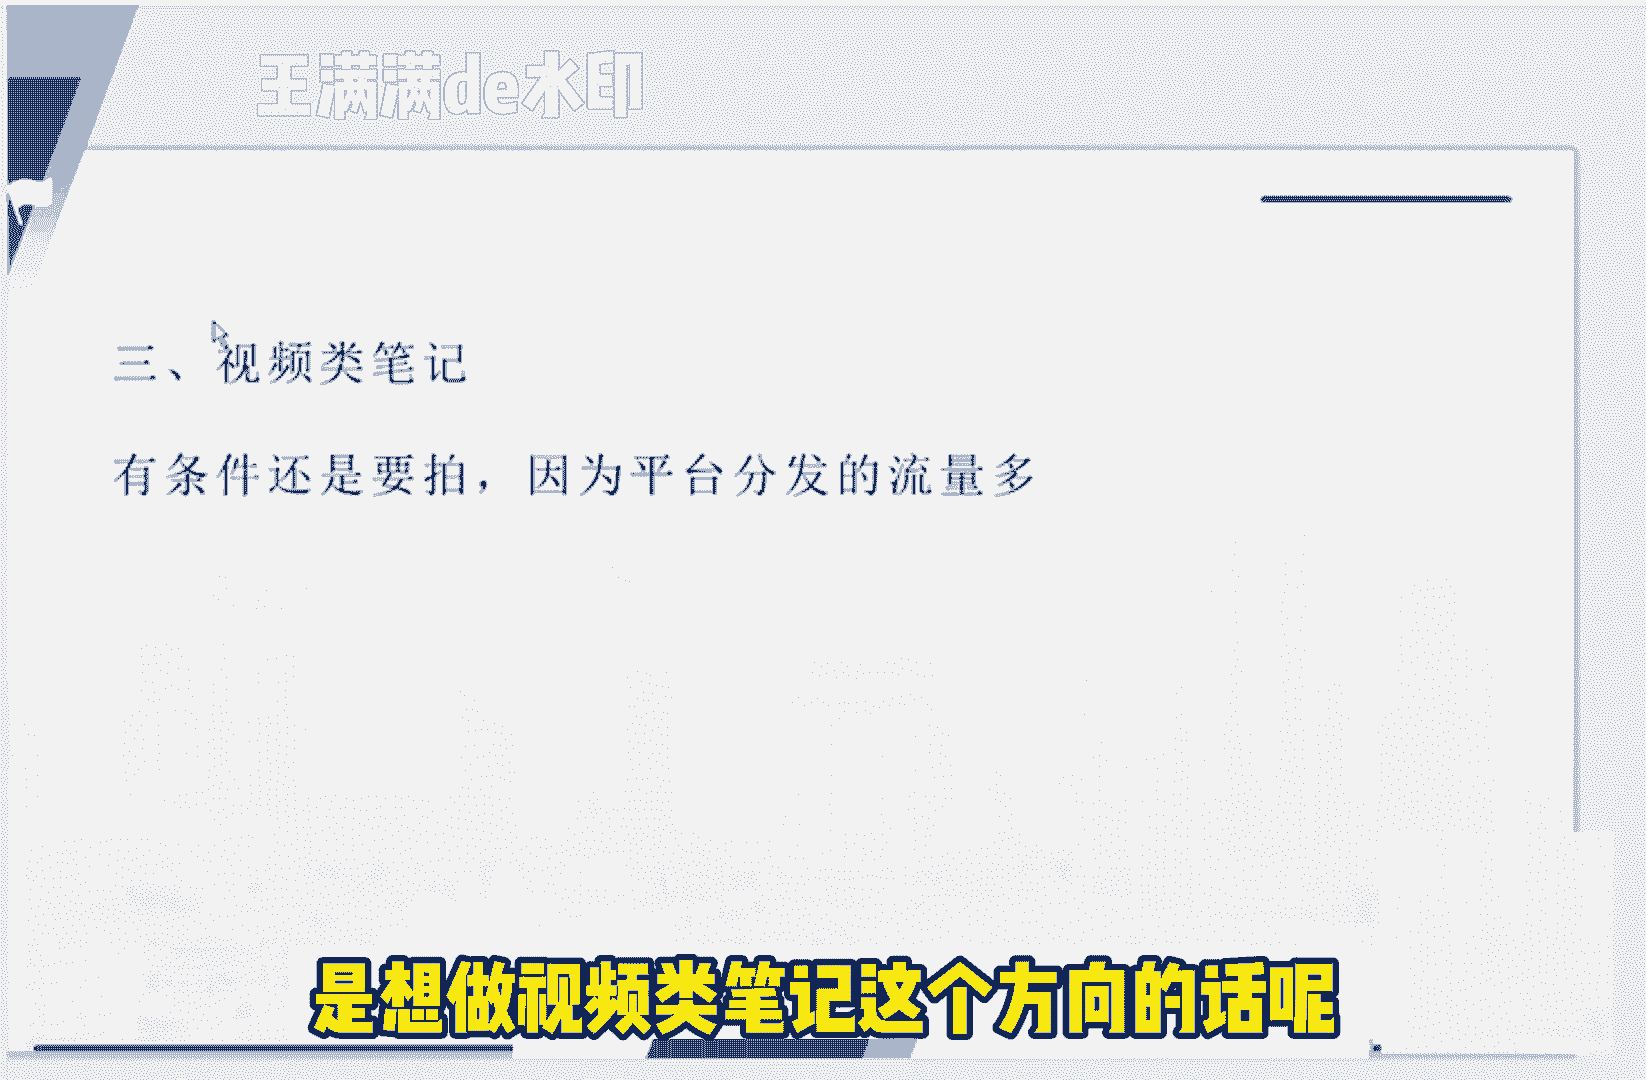 王满满de水印
三、视频类笔记
有条件还是要拍，因为平台分发的流量多
是想做视频类笔记这个方向的话呢